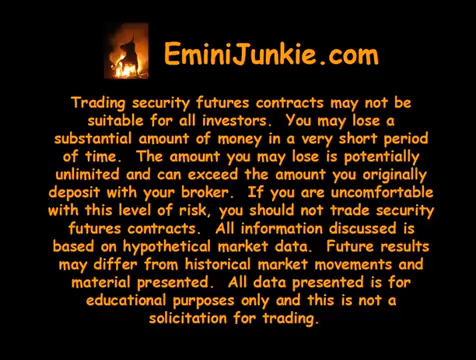 EminiJunkie.com
Trading security futures contracts may not be
suitable for all investors. You may lose a
substantial amount of money in a very short period
of time. The amount you may lose is potentially
unlimited and can exceed the amount you originally
deposit with your broker. If you are uncomfortable
with this level of risk, you should not trade security
futures contracts. All information discussed is
based on hypothetical market data. Future results
may differ from historical market movements and
material presented. All data presented is for
educational purposes only and this is not a
solicitation for trading.